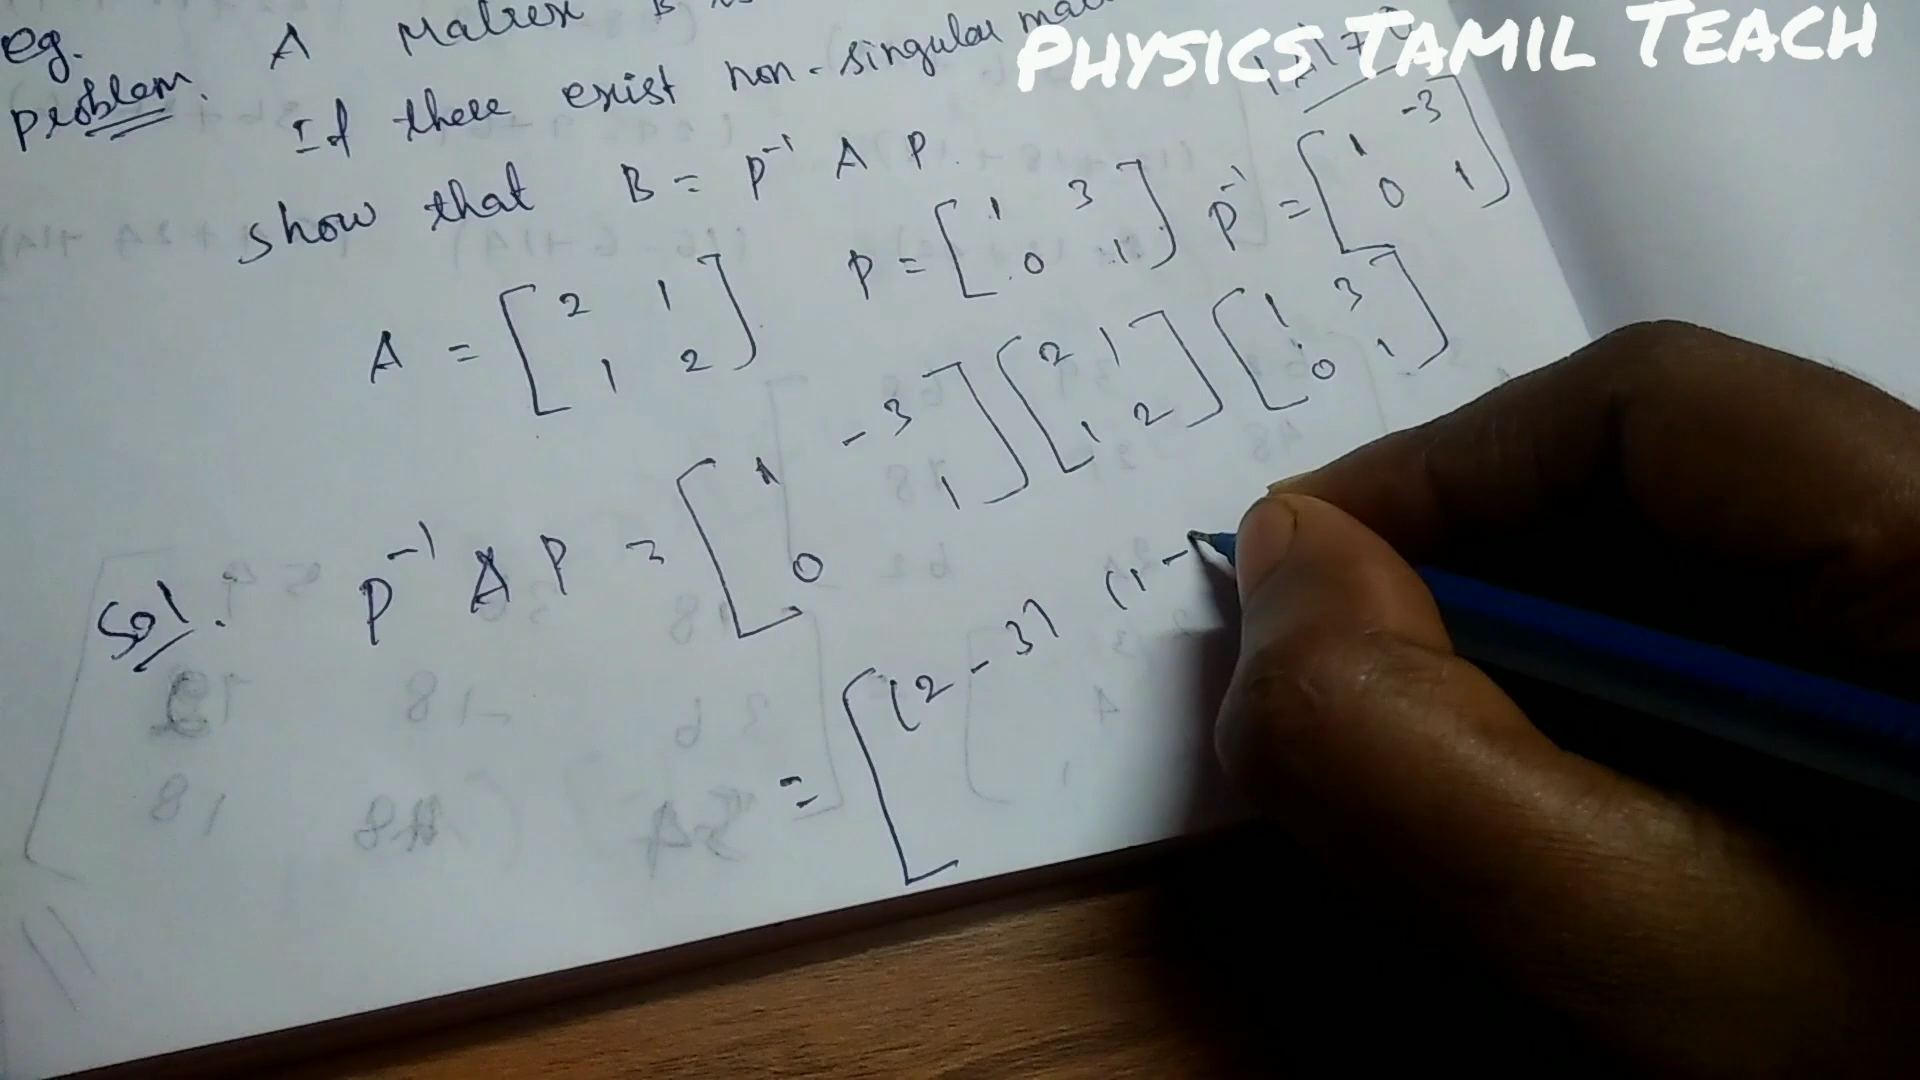 PHYSICS TAMIL TEACH
eg. A Matrix B
Problem. If there exist non-singular
show that B = P⁻¹ A P.
A = [2 1; 1 2] P = [1 3; 0 1] P⁻¹ = [1 -3; 0 1]
Sol. P⁻¹ A P = [1 -3; 0 1] [2 1; 1 2] [1 3; 0 1]
= [(2-3) (1-